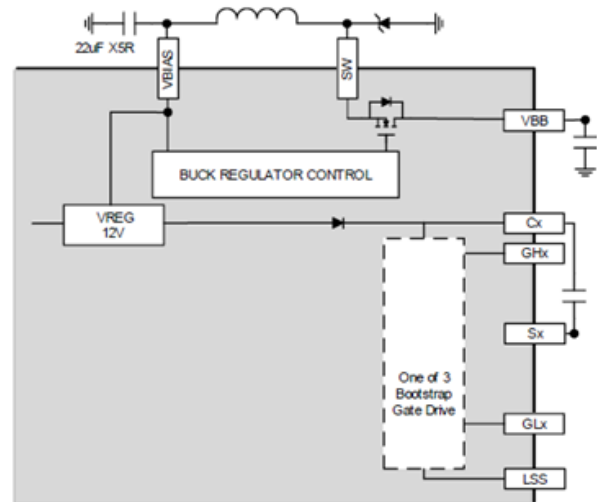 22uF X5R
VBIAS
SW
VBB
BUCK REGULATOR CONTROL
VREG
12V
Cx
GHx
Sx
One of 3
Bootstrap
Gate Drive
GLx
LSS